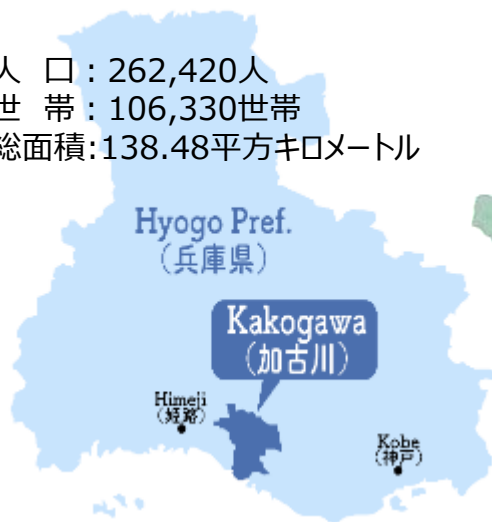 人 口：262,420人
世 帯：106,330世帯
総面積:138.48平方キロメートル
Hyogo Pref.
（兵庫県）
Kakogawa
（加古川）
Himeji
（姫路）
Kobe
（神戸）